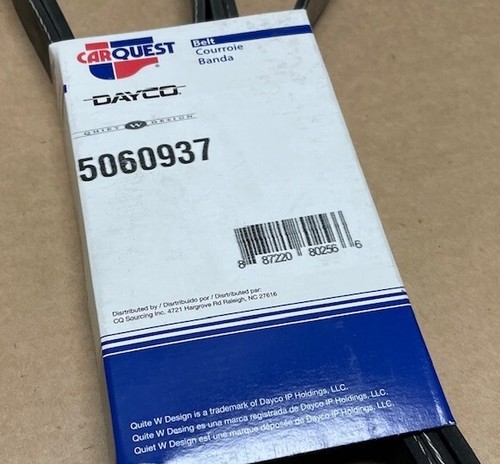 CARQUEST
Belt
Courroie
Banda
DAYCO
QUIET W DESIGN
5060937
8 87220 80256 6
Distributed by / Distribuido por / Distributed par:
CQ Sourcing Inc. 4721 Hargrove Rd Raleigh, NC 27616
Quite W Design is a trademark of Dayco IP Holdings, LLC.
Quite W Desing es una marca registrada de Dayco IP Holdings, LLC.
Quiet W Design est une marque déposée de Dayco IP Holdings, LLC.